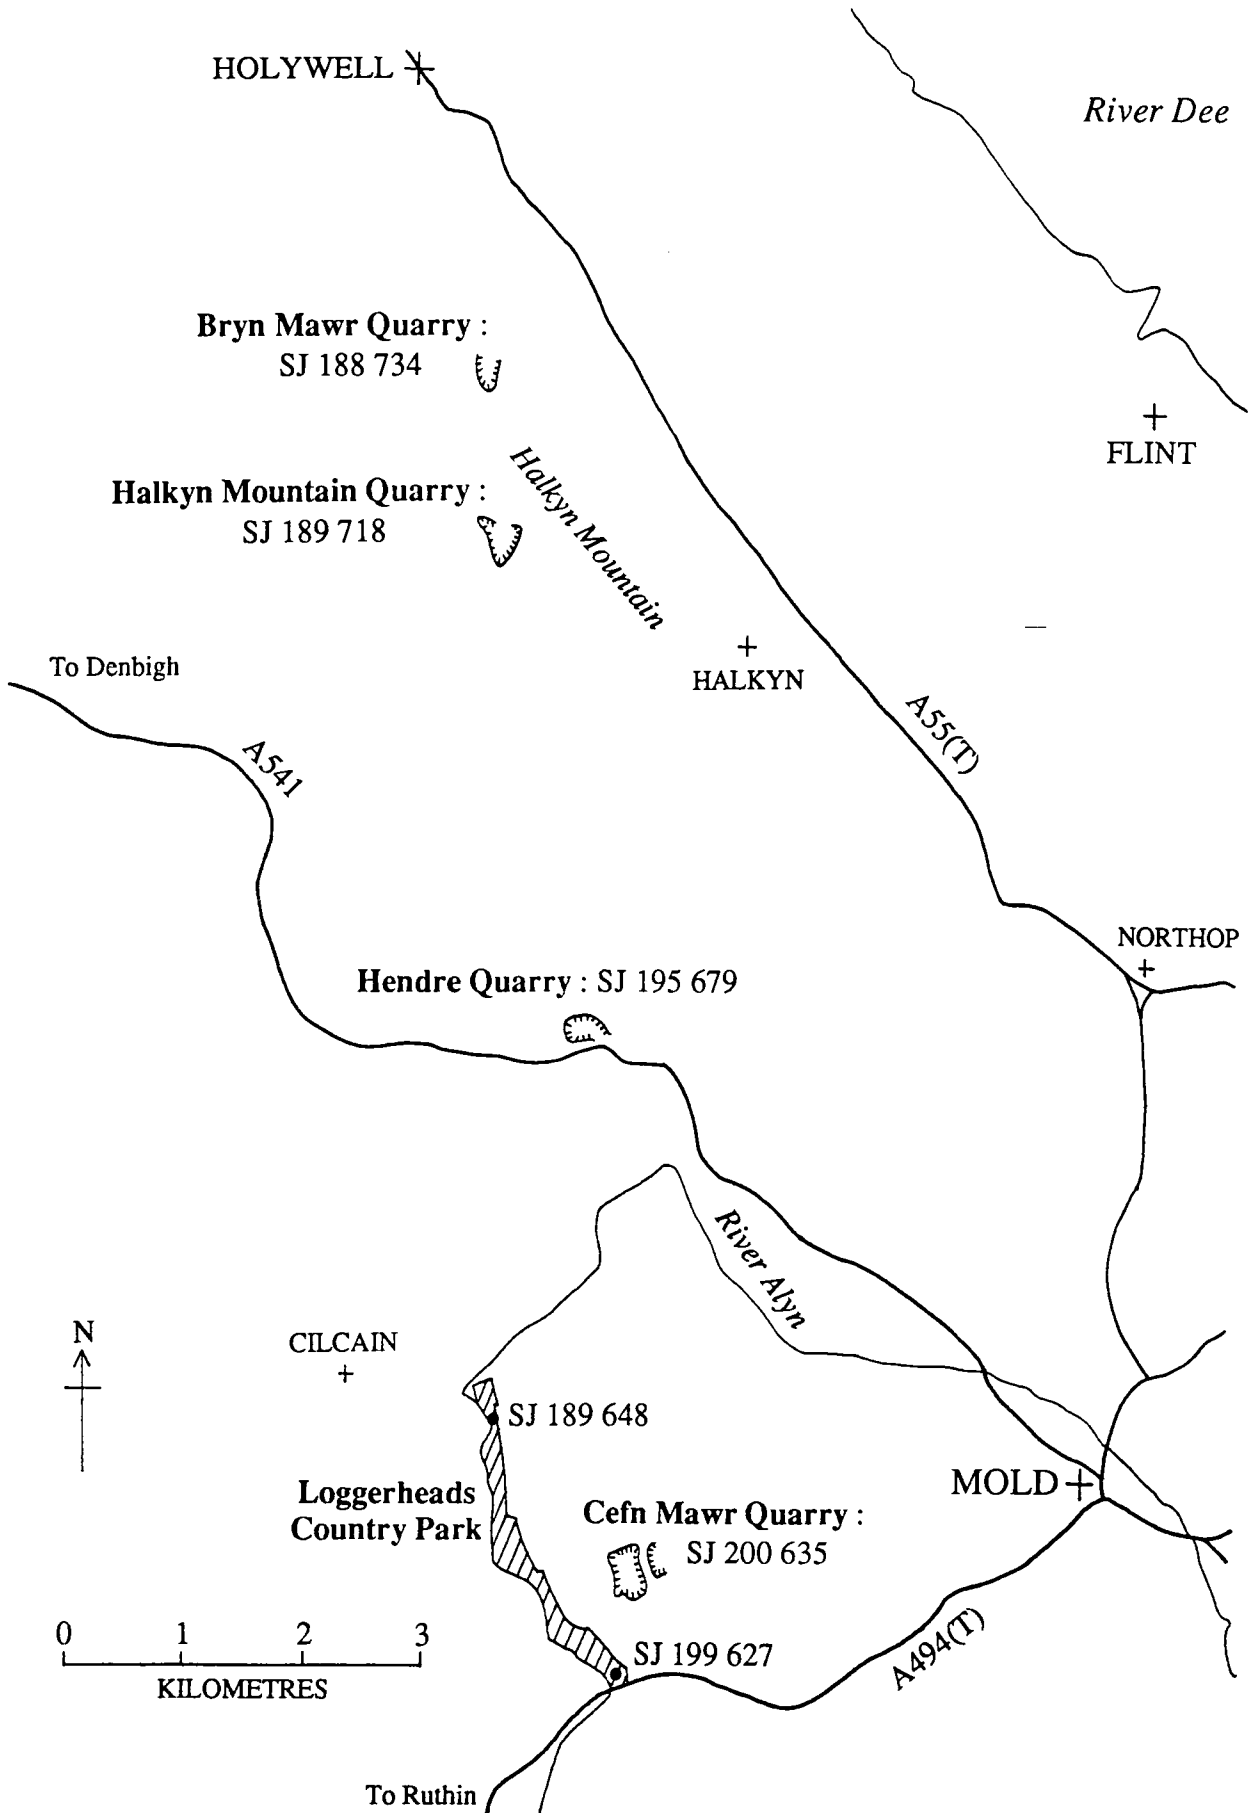 HOLYWELL
River Dee
Bryn Mawr Quarry :
SJ 188 734
FLINT
Halkyn Mountain
Halkyn Mountain Quarry :
SJ 189 718
To Denbigh
HALKYN
A55(T)
A541
NORTHOP
Hendre Quarry : SJ 195 679
River Alyn
N
CILCAIN
SJ 189 648
MOLD
Loggerheads
Country Park
Cefn Mawr Quarry :
SJ 200 635
0 1 2 3
KILOMETRES
SJ 199 627
A494(T)
To Ruthin